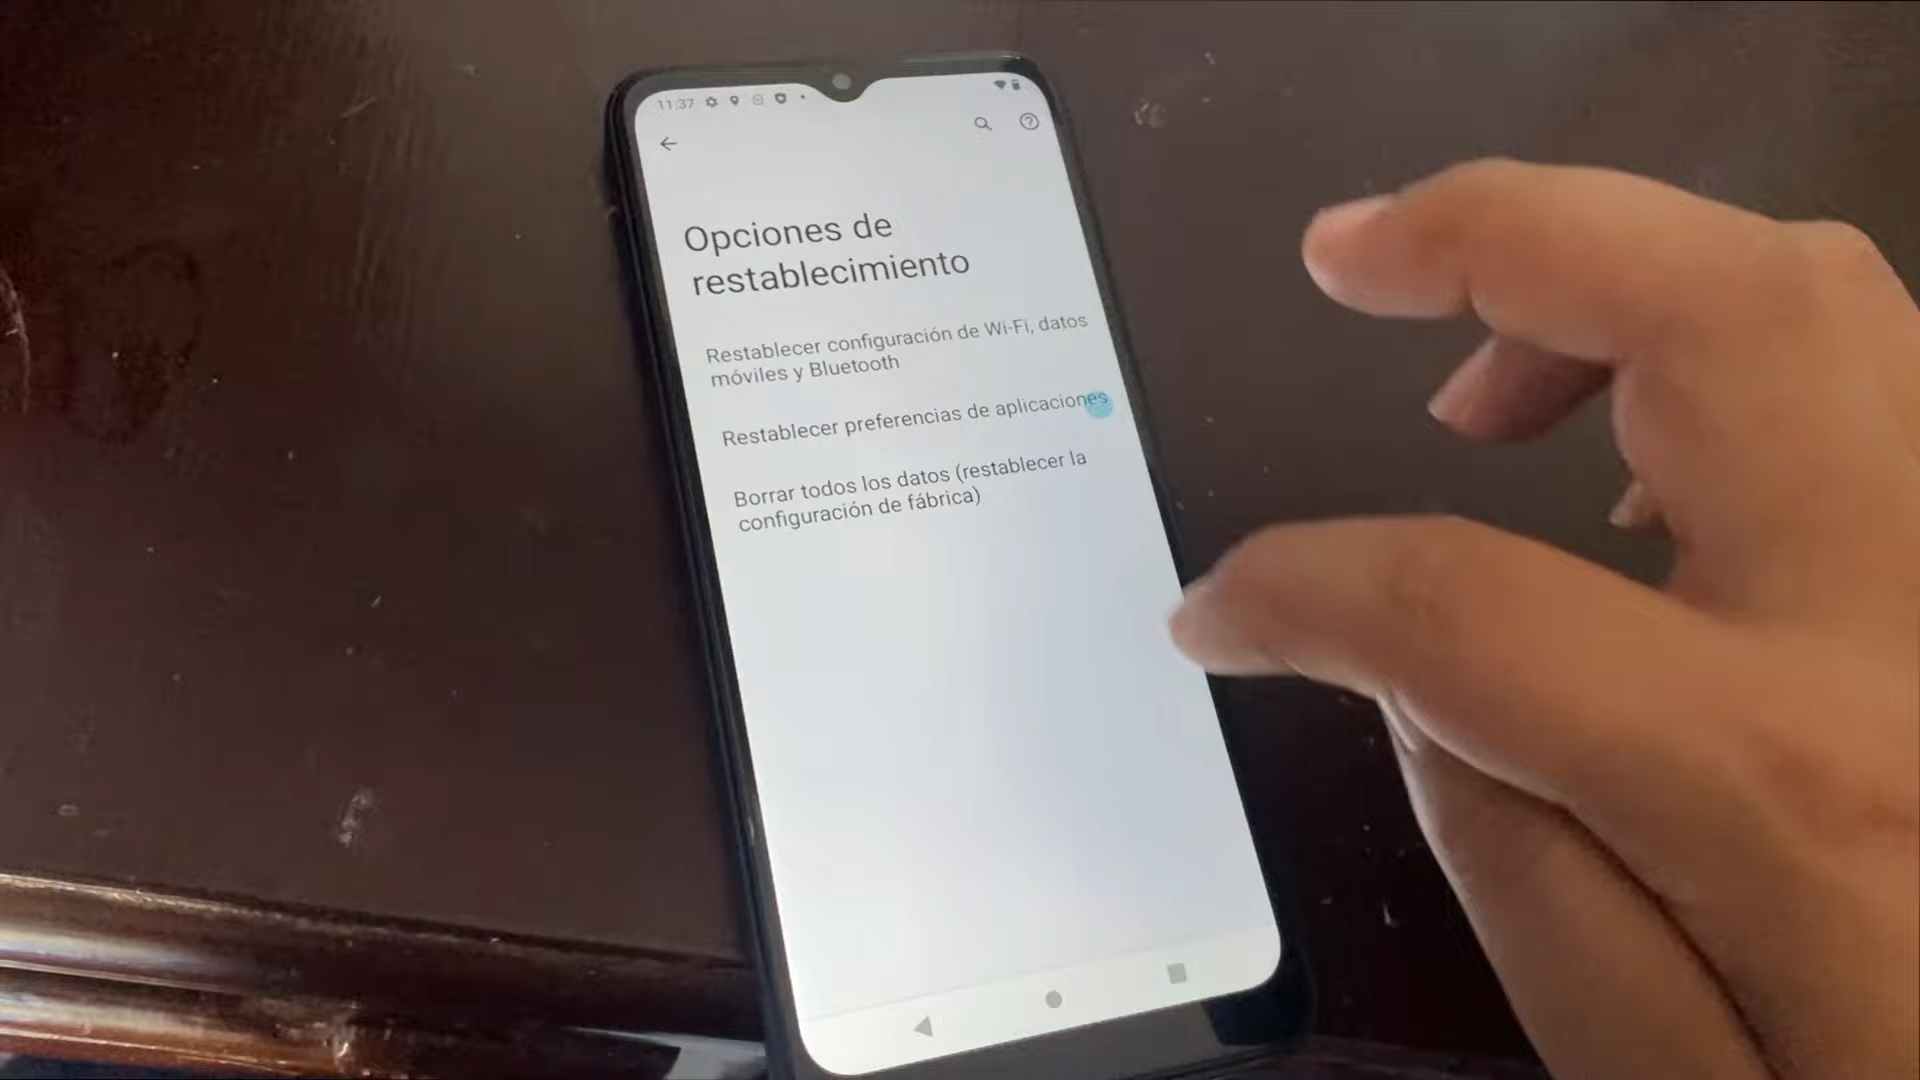 11:37
Opciones de
restablecimiento
Restablecer configuración de Wi-Fi, datos
móviles y Bluetooth
Restablecer preferencias de aplicaciones
Borrar todos los datos (restablecer la
configuración de fábrica)